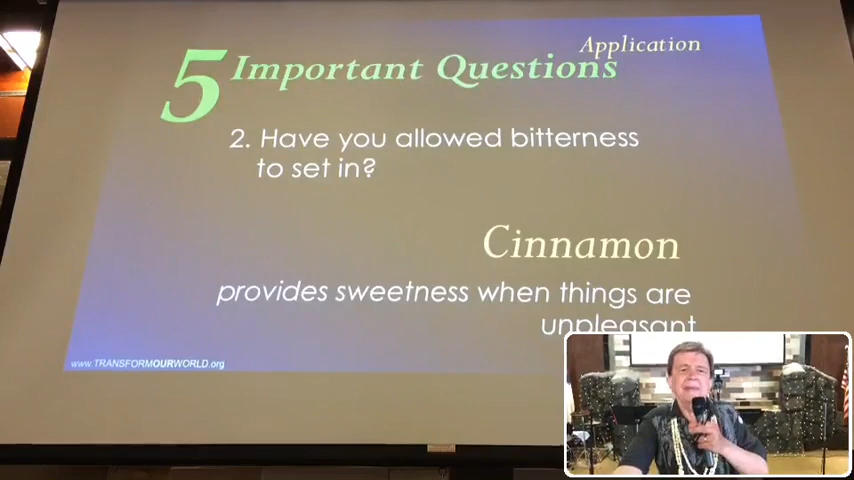 Application
5 Important Questions
2. Have you allowed bitterness
to set in?
Cinnamon
provides sweetness when things are
unpleasant
www.TRANSFORMOURWORLD.org